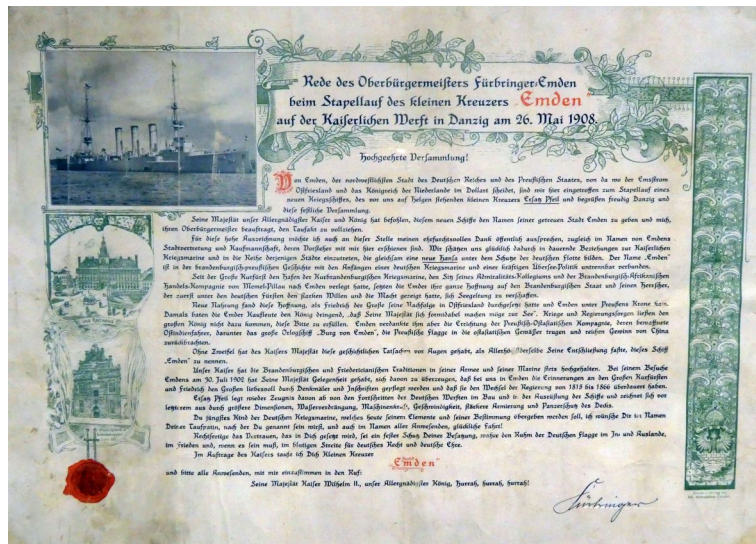 Rede des Oberbürgermeisters Fürbringer-Emden
beim Stapellauf des kleinen Kreuzers "Emden"
auf der Kaiserlichen Werft in Danzig am 26. Mai 1908.
Hochgeehrte Versammlung!
Von Emden, der nordwestlichsten Stadt des Deutschen Reiches und des Preußischen Staates, von da wo der Emsstrom
Ostfriesland und das Königreich der Niederlande im Dollart scheidet, sind wir hier eingetroffen zum Stapellauf eines
neuen Kriegsschiffes, des vor uns auf Helgen stehenden kleinen Kreuzers Ersatz Pfeil und begrüßen freudig Danzig und
diese festliche Versammlung.
Seine Majestät unser Allergnädigster Kaiser und König hat befohlen, diesem neuen Schiffe den Namen seiner getreuen Stadt Emden zu geben und mich,
ihren Oberbürgermeister beauftragt, den Taufakt zu vollziehen.
Für diese hohe Auszeichnung möchte ich auch an dieser Stelle meinen ehrfurchtsvollen Dank öffentlich aussprechen, zugleich im Namen von Emdens
Stadtvertretung und Kaufmannschaft, deren Vorsteher mit mir hier erschienen sind. Wir schätzen uns glücklich dadurch in dauernde Beziehung zur Kaiserlichen
Kriegsmarine und in die Reihe derjenigen Städte einzutreten, die gleichsam eine neue Hansa unter dem Schutze der deutschen Flotte bilden. Der Name "Emden"
ist in der brandenburgisch-preußischen Geschichte mit den Anfängen einer deutschen Kriegsmarine und einer kräftigen Übersee-Politik untrennbar verbunden.
Seit der Große Kurfürst den Hafen der Kurbrandenburgischen Kriegsmarine, den Sitz seines Admiralitäts-Kollegiums und der Brandenburgisch-Afrikanischen
Handels-Kompagnie von Memel-Pillau nach Emden verlegt hatte, setzten die Emder ihre ganze Hoffnung auf den Brandenburgischen Staat und seinen Herrscher,
der zuerst unter den deutschen Fürsten den starken Willen und die Macht gezeigt hatte, sich Seegeltung zu verschaffen.
Neue Nahrung fand diese Hoffnung, als Friedrich der Große seine Nachfolge in Ostfriesland durchgesetzt hatte und Emden unter Preußens Krone kam.
Damals baten die Emder Kaufleute den König dringend, "daß Seine Majestät sich formidabel machen möge zur See". Kriege und Regierungssorgen ließen den
großen König nicht dazu kommen, diese Bitte zu erfüllen. Emden verdankte ihm aber die Errichtung der Preußisch-Ostasiatischen Kompagnie, deren bewaffnete
Ostindienfahrer, darunter das große Orlogschiff "Burg von Emden", die Preußische Flagge in die ostasiatischen Gewässer trugen und reichen Gewinn von China
zurückbrachten.
Ohne Zweifel hat des Kaisers Majestät diese geschichtlichen Tatsachen vor Augen gehabt, als Allerhöchstderselbe Seine Entschließung faßte, dieses Schiff
"Emden" zu nennen.
Unser Kaiser hat die Brandenburgischen und Friedericianischen Traditionen in seiner Armee und seiner Marine stets hochgehalten. Bei seinem Besuche
Emdens am 30. Juli 1902 hat Seine Majestät Gelegenheit gehabt, sich davon zu überzeugen, daß bei uns in Emden die Erinnerungen an den Großen Kurfürsten
und Friedrich den Großen liebevoll durch Denkmäler und Inschriften gepflegt werden und daß sie den Wechsel der Regierung von 1815 bis 1866 überdauert haben.
Ersatz Pfeil legt wieder Zeugnis davon ab von den Fortschritten der Deutschen Werften im Bau und in der Ausrüstung der Schiffe und zeichnet sich vor
letzterem aus durch größere Dimensionen, Wasserverdrängung, Maschinenkraft, Geschwindigkeit, stärkere Armierung und Panzerschutz des Decks.
Du jüngstes Kind der Deutschen Kriegsmarine, welches heute seinem Elemente und seiner Bestimmung übergeben werden soll, ich wünsche Dir im Namen
Deiner Taufpatin, nach der Du genannt sein wirst, und auch im Namen aller Anwesenden, glückliche Fahrt!
Rechtfertige das Vertrauen, das in Dich gesetzt wird, sei ein fester Schutz Deiner Besatzung, wahre den Ruhm der Deutschen Flagge im In- und Auslande,
im Frieden und, wenn es sein muß, im blutigen Streite für deutsches Recht und deutsche Ehre.
Im Auftrage des Kaisers taufe ich Dich Kleinen Kreuzer
"Emden"
und bitte alle Anwesenden, mit mir einzustimmen in den Ruf:
Seine Majestät Kaiser Wilhelm II., unser Allergnädigster König, Hurrah, hurrah, hurrah!
Fürbringer